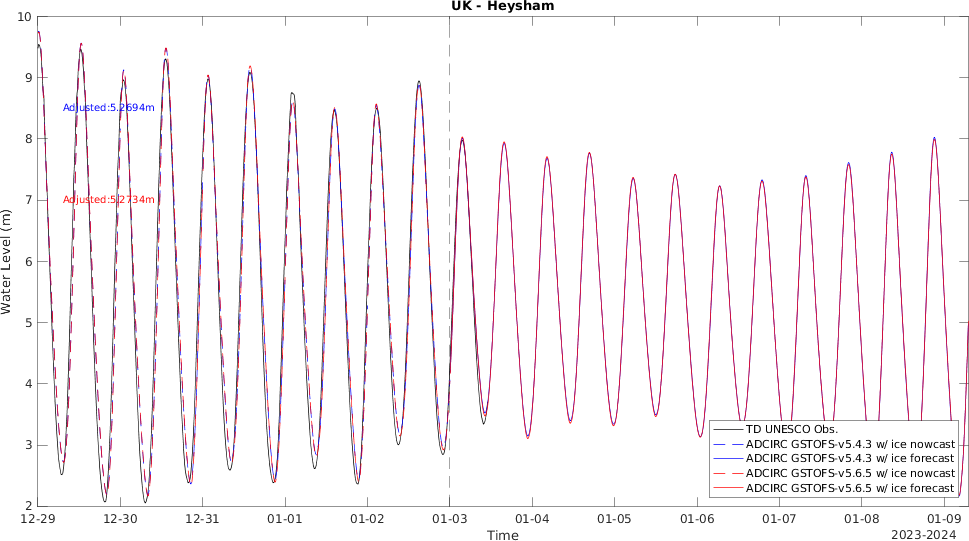 UK - Heysham
10
9
8
7
6
5
4
3
2
Water Level (m)
Adjusted:5.2694m
Adjusted:5.2734m
TD UNESCO Obs.
ADCIRC GSTOFS-v5.4.3 w/ ice nowcast
ADCIRC GSTOFS-v5.4.3 w/ ice forecast
ADCIRC GSTOFS-v5.6.5 w/ ice nowcast
ADCIRC GSTOFS-v5.6.5 w/ ice forecast
12-29 12-30 12-31 01-01 01-02 01-03 01-04 01-05 01-06 01-07 01-08 01-09
Time
2023-2024